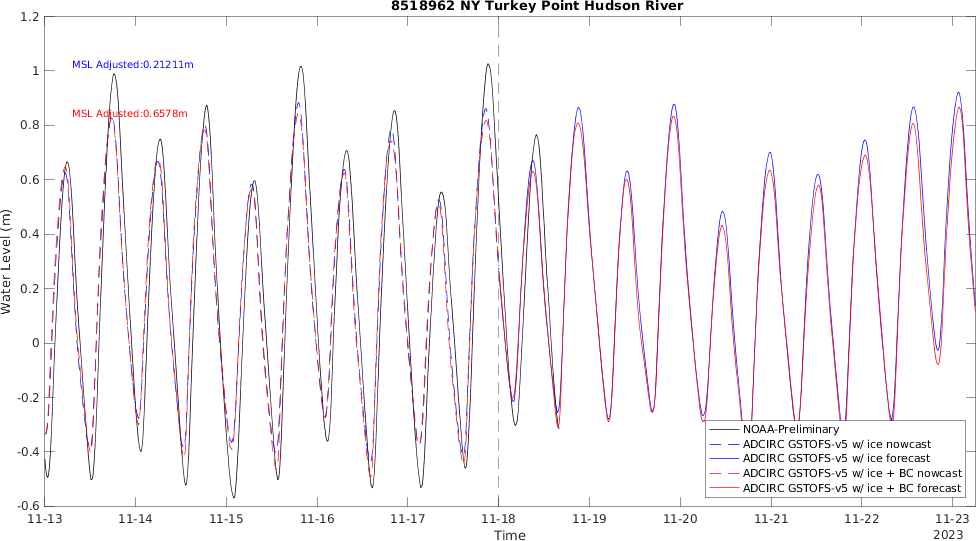 8518962 NY Turkey Point Hudson River
MSL Adjusted:0.21211m
MSL Adjusted:0.6578m
Water Level (m)
1.2
1
0.8
0.6
0.4
0.2
0
-0.2
-0.4
-0.6
NOAA-Preliminary
ADCIRC GSTOFS-v5 w/ ice nowcast
ADCIRC GSTOFS-v5 w/ ice forecast
ADCIRC GSTOFS-v5 w/ ice + BC nowcast
ADCIRC GSTOFS-v5 w/ ice + BC forecast
11-13 11-14 11-15 11-16 11-17 11-18 11-19 11-20 11-21 11-22 11-23
Time
2023